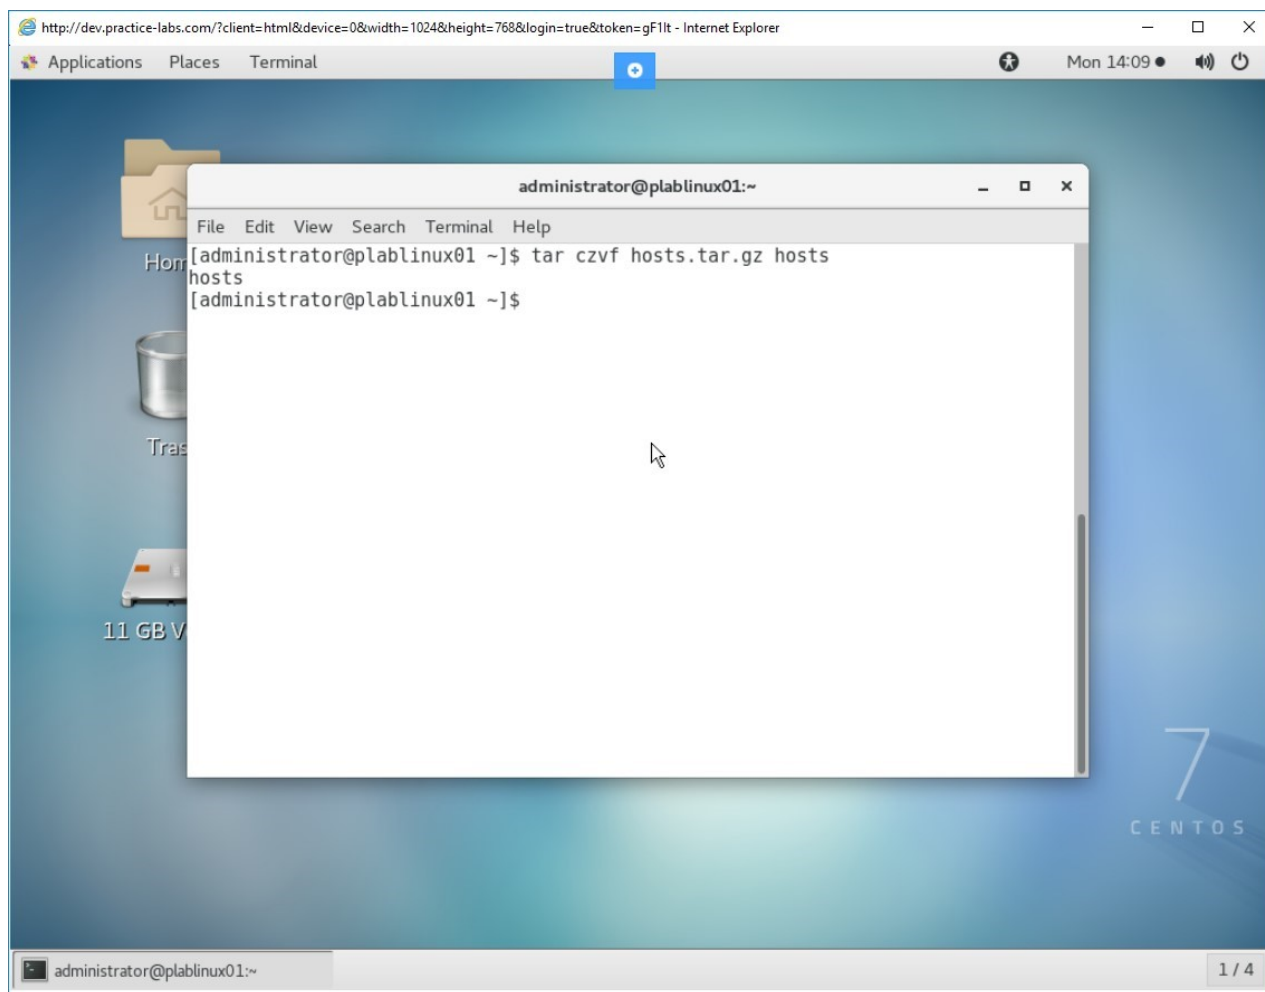 http://dev.practice-labs.com/?client=html&device=0&width=1024&height=768&login=true&token=gF1lt - Internet Explorer
Applications Places Terminal Mon 14:09
administrator@plablinux01:~
File Edit View Search Terminal Help
[administrator@plablinux01 ~]$ tar czvf hosts.tar.gz hosts
hosts
[administrator@plablinux01 ~]$
Hom
Tras
11 GB V
7
CENTOS
administrator@plablinux01:~
1 / 4